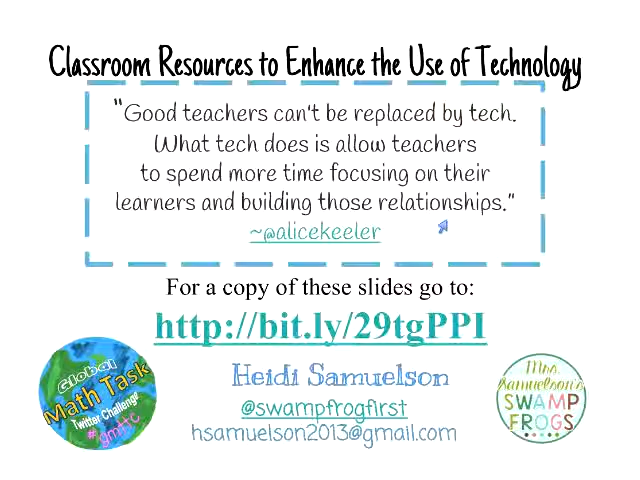 Classroom Resources to Enhance the Use of Technology
"Good teachers can't be replaced by tech.
What tech does is allow teachers
to spend more time focusing on their
learners and building those relationships."
~@alicekeeler
For a copy of these slides go to:
http://bit.ly/29tgPPI
Global
Math Task
Twitter Challenge
#gmttc
Heidi Samuelson
@swampfrogfirst
hsamuelson2013@gmail.com
Mrs.
Samuelson's
SWAMP
FROGS